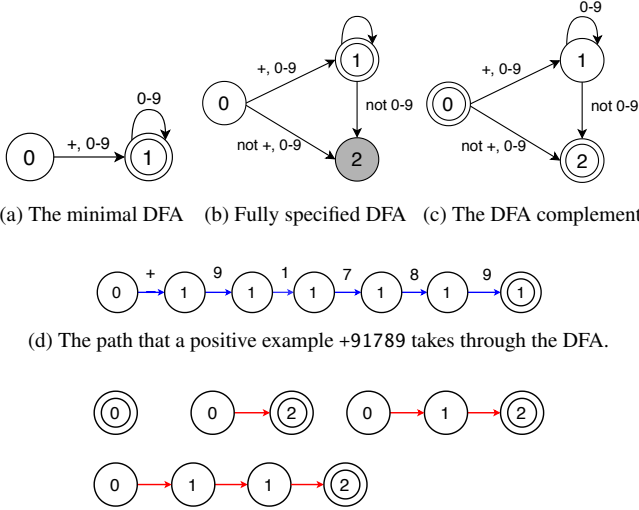 0-9
+, 0-9
0 1
(a) The minimal DFA
0-9
+, 0-9
0 1
not 0-9
not +, 0-9
2
(b) Fully specified DFA
0-9
+, 0-9
0 1
not 0-9
not +, 0-9
2
(c) The DFA complement
+ 9 1 7 8 9
0 1 1 1 1 1 1
(d) The path that a positive example +91789 takes through the DFA.
0 0 2 0 1 2
0 1 1 2